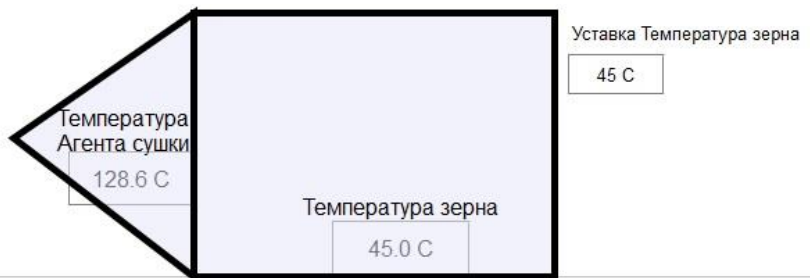 Уставка Температура зерна
45 C
Температура
Агента сушки
128.6 C
Температура зерна
45.0 C